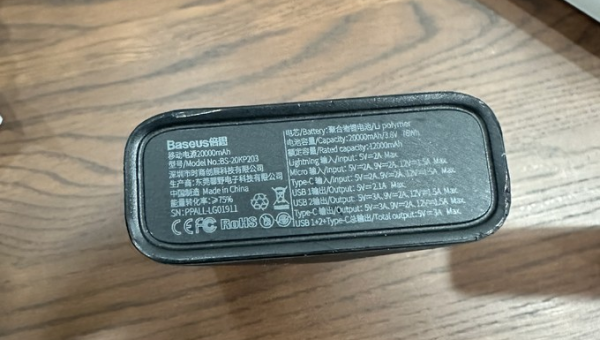 Baseus倍思
移动电源20000mAh
型号/Model No.:BS-20KP203
深圳市时商创展科技有限公司
生产商:东莞
电子科技有限公司
中国制造 Made in China
能量转化率:≥75%
SN: PPALL-LG01911
CE FC RoHS
电芯/Battery: 聚合物锂电池/Li polymer
电池容量/Capacity: 20000mAh/3.
额定容量/Rated capacity: 12000mAh
Lightning 输入/Input: 5V=2A Max.
Micro 输入/Input: 5V=2A, 9V=2A, 12V=1.5A Max.
Type-C 输入/Input: 5V= 9V=2A, 12V=1.5A Max.
USB 1输出/Output: 5V=2.1A Max.
USB 2输出/Output: 5V=3A, 9V=2A, 12V=1.5A Max.
Type-C 输出/Output: 5V=3A, 9V=2A, 12V=1.5A Max.
USB 1+2+Type-C总输出/Total output: 5V=3A Max.